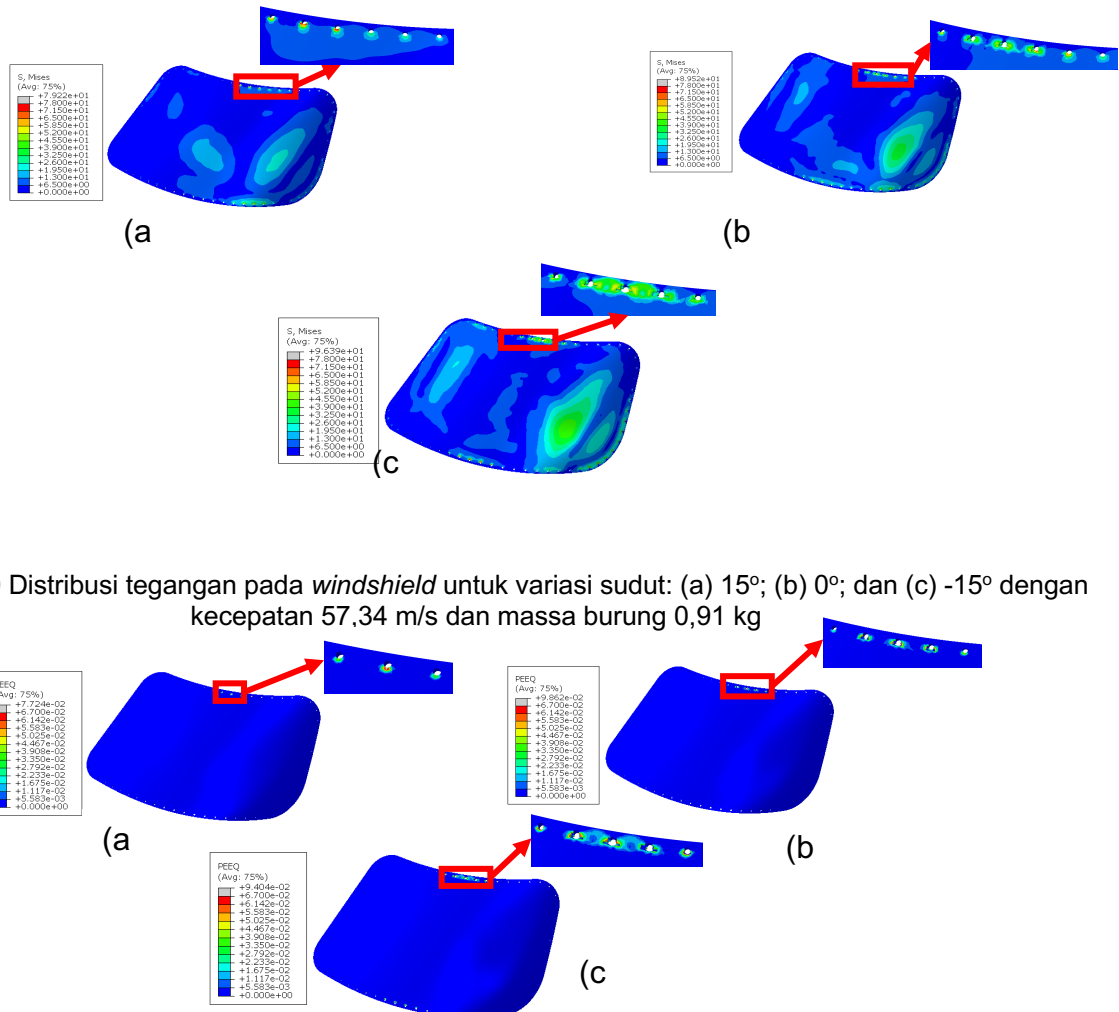 S, Mises
(Avg: 75%)
+7.922e+01
+7.800e+01
+7.150e+01
+6.500e+01
+5.850e+01
+5.200e+01
+4.550e+01
+3.900e+01
+3.250e+01
+2.600e+01
+1.950e+01
+1.300e+01
+6.500e+00
+0.000e+00
(a
S, Mises
(Avg: 75%)
+8.952e+01
+7.800e+01
+7.150e+01
+6.500e+01
+5.850e+01
+5.200e+01
+4.550e+01
+3.900e+01
+3.250e+01
+2.600e+01
+1.950e+01
+1.300e+01
+6.500e+00
+0.000e+00
(b
S, Mises
(Avg: 75%)
+9.639e+01
+7.800e+01
+7.150e+01
+6.500e+01
+5.850e+01
+5.200e+01
+4.550e+01
+3.900e+01
+3.250e+01
+2.600e+01
+1.950e+01
+1.300e+01
+6.500e+00
+0.000e+00
(c
Distribusi tegangan pada windshield untuk variasi sudut: (a) 15º; (b) 0º; dan (c) -15º dengan
kecepatan 57,34 m/s dan massa burung 0,91 kg
EEQ
Avg: 75%)
+7.724e-02
+6.700e-02
+6.142e-02
+5.583e-02
+5.025e-02
+4.467e-02
+3.908e-02
+3.350e-02
+2.792e-02
+2.233e-02
+1.675e-02
+1.117e-02
+5.583e-03
+0.000e+00
(a
PEEQ
(Avg: 75%)
+9.862e-02
+6.700e-02
+6.142e-02
+5.583e-02
+5.025e-02
+4.467e-02
+3.908e-02
+3.350e-02
+2.792e-02
+2.233e-02
+1.675e-02
+1.117e-02
+5.583e-03
+0.000e+00
(b
PEEQ
(Avg: 75%)
+9.404e-02
+6.700e-02
+6.142e-02
+5.583e-02
+5.025e-02
+4.467e-02
+3.908e-02
+3.350e-02
+2.792e-02
+2.233e-02
+1.675e-02
+1.117e-02
+5.583e-03
+0.000e+00
(c